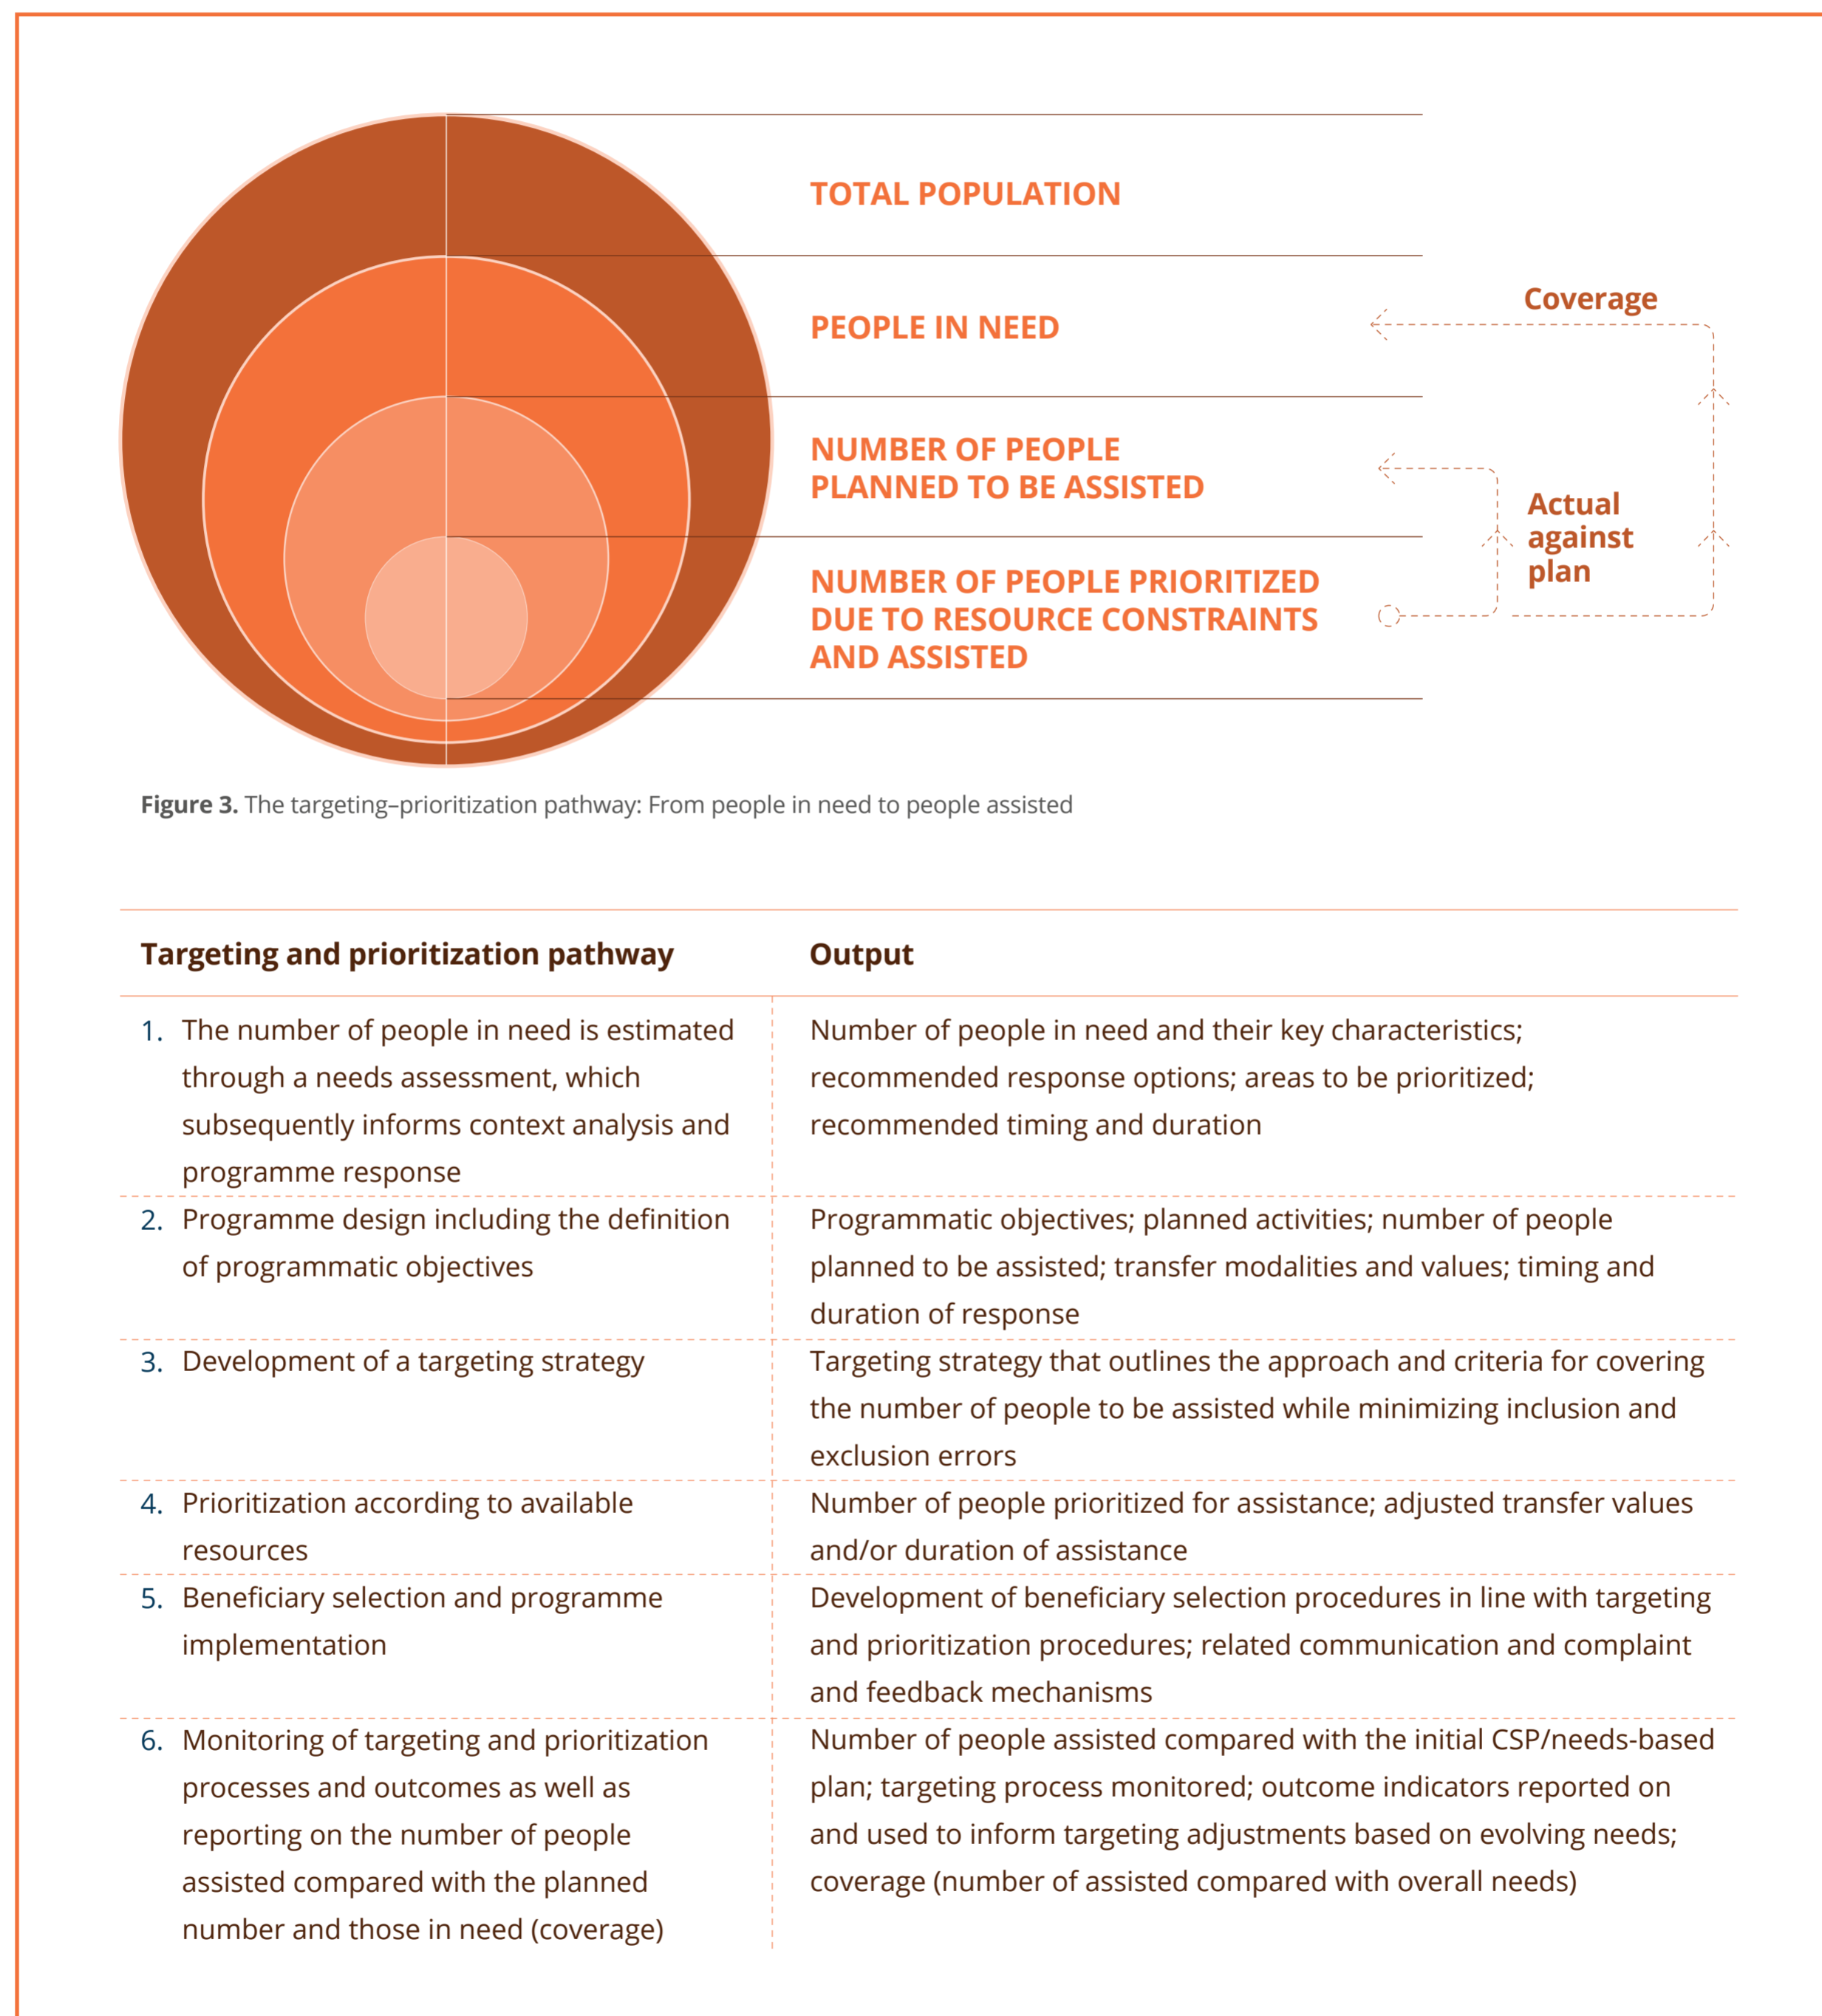 TOTAL POPULATION
PEOPLE IN NEED
Coverage
NUMBER OF PEOPLE
PLANNED TO BE ASSISTED
Actual
against
plan
NUMBER OF PEOPLE PRIORITIZED
DUE TO RESOURCE CONSTRAINTS
AND ASSISTED
Figure 3. The targeting–prioritization pathway: From people in need to people assisted
Targeting and prioritization pathway
Output
1. The number of people in need is estimated
through a needs assessment, which
subsequently informs context analysis and
programme response
Number of people in need and their key characteristics;
recommended response options; areas to be prioritized;
recommended timing and duration
2. Programme design including the definition
of programmatic objectives
Programmatic objectives; planned activities; number of people
planned to be assisted; transfer modalities and values; timing and
duration of response
3. Development of a targeting strategy
Targeting strategy that outlines the approach and criteria for covering
the number of people to be assisted while minimizing inclusion and
exclusion errors
4. Prioritization according to available
resources
Number of people prioritized for assistance; adjusted transfer values
and/or duration of assistance
5. Beneficiary selection and programme
implementation
Development of beneficiary selection procedures in line with targeting
and prioritization procedures; related communication and complaint
and feedback mechanisms
6. Monitoring of targeting and prioritization
processes and outcomes as well as
reporting on the number of people
assisted compared with the planned
number and those in need (coverage)
Number of people assisted compared with the initial CSP/needs-based
plan; targeting process monitored; outcome indicators reported on
and used to inform targeting adjustments based on evolving needs;
coverage (number of assisted compared with overall needs)